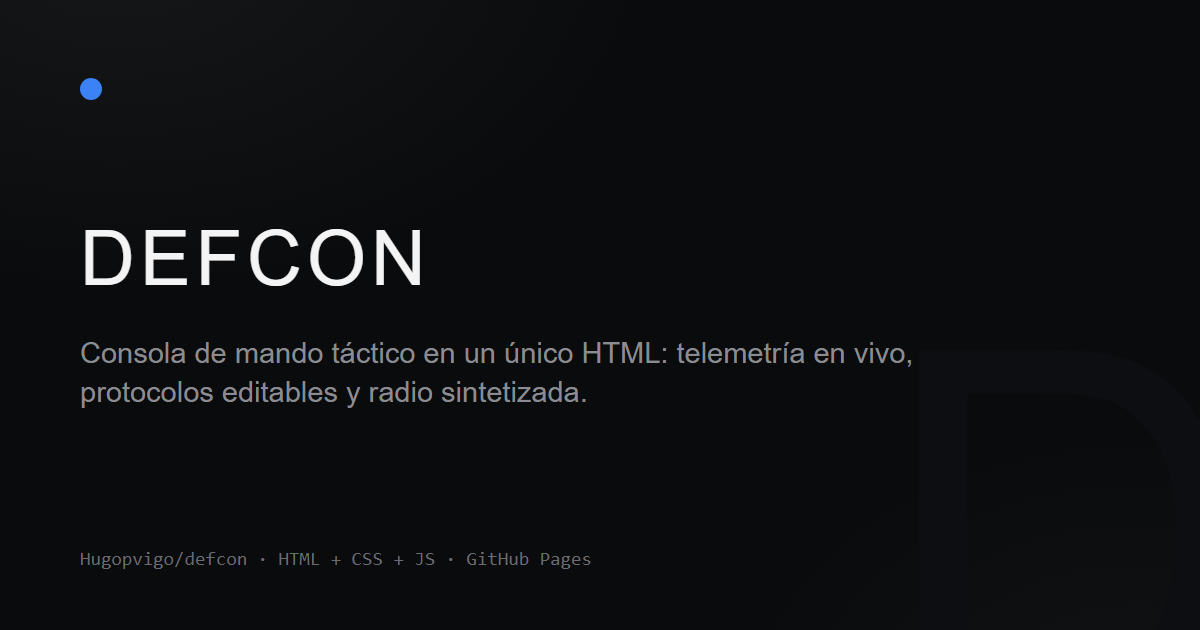 DEFCON
Consola de mando táctico en un único HTML: telemetría en vivo,
protocolos editables y radio sintetizada.
Hugopvigo/defcon · HTML + CSS + JS · GitHub Pages
D